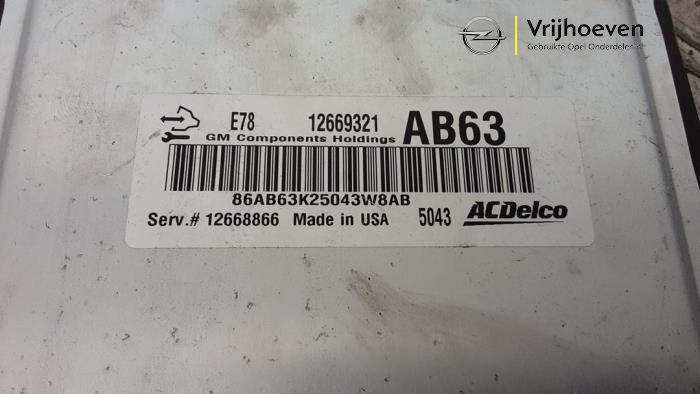 Vrijhoeven
Gebruikte Opel Onderdelen.nl
E78 12669321 AB63
GM Components Holdings
86AB63K25043W8AB
Serv.# 12668866 Made in USA 5043 ACDelco